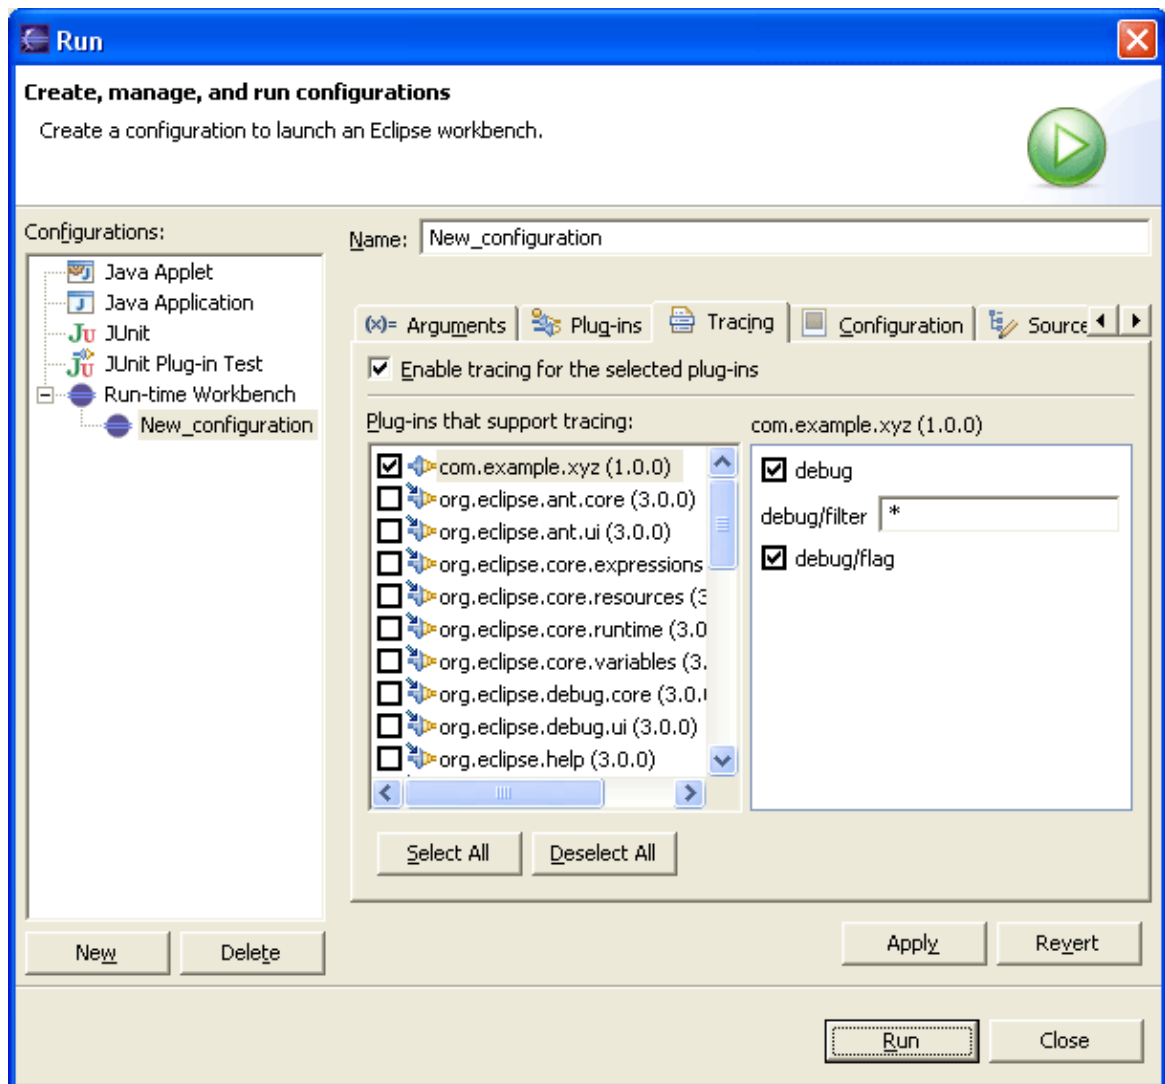 Run
Create, manage, and run configurations
Create a configuration to launch an Eclipse workbench.
Configurations:
Java Applet
Java Application
JUnit
JUnit Plug-in Test
Run-time Workbench
New_configuration
New
Delete
Name: New_configuration
(x)= Arguments
Plug-ins
Tracing
Configuration
Source
Enable tracing for the selected plug-ins
Plug-ins that support tracing:
com.example.xyz (1.0.0)
org.eclipse.ant.core (3.0.0)
org.eclipse.ant.ui (3.0.0)
org.eclipse.core.expressions
org.eclipse.core.resources (3
org.eclipse.core.runtime (3.0
org.eclipse.core.variables (3.
org.eclipse.debug.core (3.0.
org.eclipse.debug.ui (3.0.0)
org.eclipse.help (3.0.0)
com.example.xyz (1.0.0)
debug
debug/filter *
debug/flag
Select All
Deselect All
Apply
Revert
Run
Close